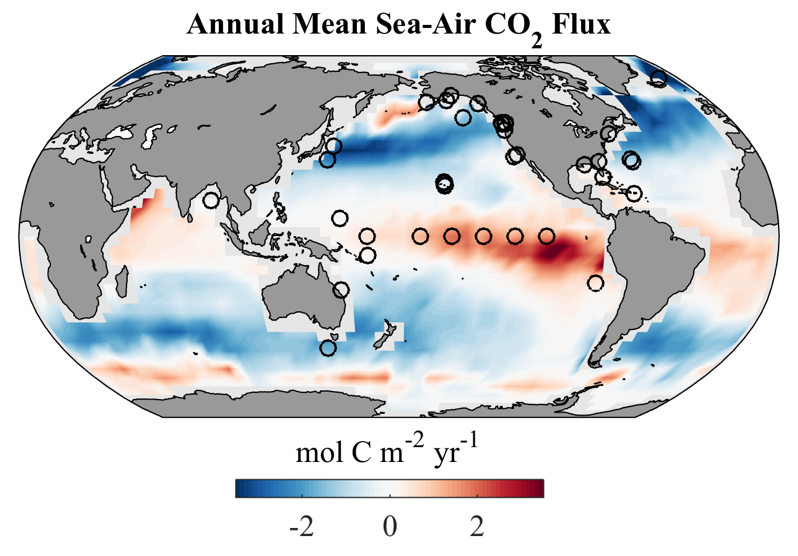 Annual Mean Sea-Air CO₂ Flux
mol C m⁻² yr⁻¹
-2 0 2